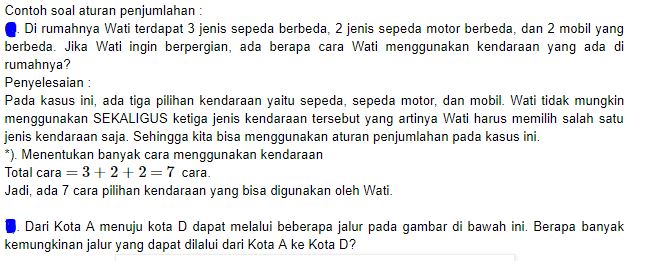 Contoh soal aturan penjumlahan :
. Di rumahnya Wati terdapat 3 jenis sepeda berbeda, 2 jenis sepeda motor berbeda, dan 2 mobil yang
berbeda. Jika Wati ingin berpergian, ada berapa cara Wati menggunakan kendaraan yang ada di
rumahnya?
Penyelesaian :
Pada kasus ini, ada tiga pilihan kendaraan yaitu sepeda, sepeda motor, dan mobil. Wati tidak mungkin
menggunakan SEKALIGUS ketiga jenis kendaraan tersebut yang artinya Wati harus memilih salah satu
jenis kendaraan saja. Sehingga kita bisa menggunakan aturan penjumlahan pada kasus ini.
*). Menentukan banyak cara menggunakan kendaraan
Total cara = 3 + 2 + 2 = 7 cara.
Jadi, ada 7 cara pilihan kendaraan yang bisa digunakan oleh Wati.
. Dari Kota A menuju kota D dapat melalui beberapa jalur pada gambar di bawah ini. Berapa banyak
kemungkinan jalur yang dapat dilalui dari Kota A ke Kota D?